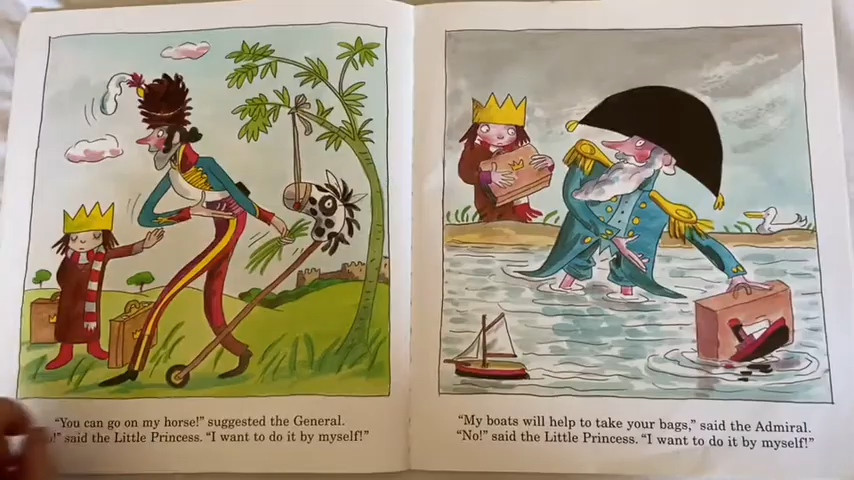 "You can go on my horse!" suggested the General.
!" said the Little Princess. "I want to do it by myself!"
"My boats will help to take your bags," said the Admiral.
"No!" said the Little Princess, "I want to do it by myself!"